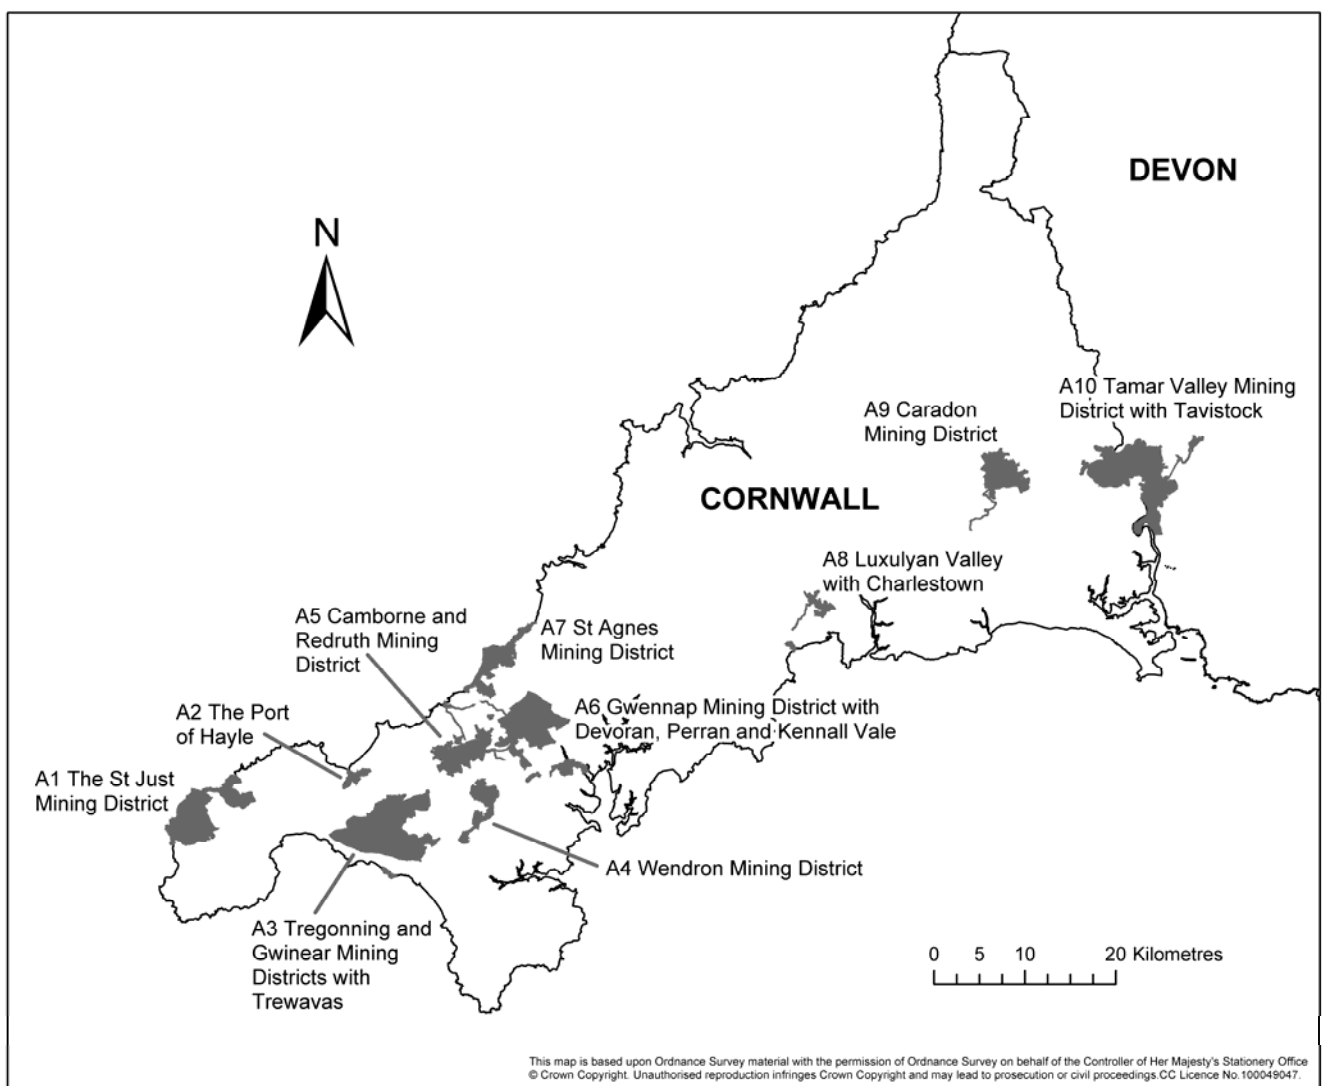 DEVON
N
A10 Tamar Valley Mining
District with Tavistock
A9 Caradon
Mining District
CORNWALL
A8 Luxulyan Valley
with Charlestown
A5 Camborne and
Redruth Mining
District
A7 St Agnes
Mining District
A6 Gwennap Mining District with
Devoran, Perran and Kennall Vale
A2 The Port
of Hayle
A1 The St Just
Mining District
A4 Wendron Mining District
A3 Tregonning and
Gwinear Mining
Districts with
Trewavas
0 5 10 20 Kilometres
This map is based upon Ordnance Survey material with the permission of Ordnance Survey on behalf of the Controller of Her Majesty's Stationery Office
© Crown Copyright. Unauthorised reproduction infringes Crown Copyright and may lead to prosecution or civil proceedings.CC Licence No.100049047.